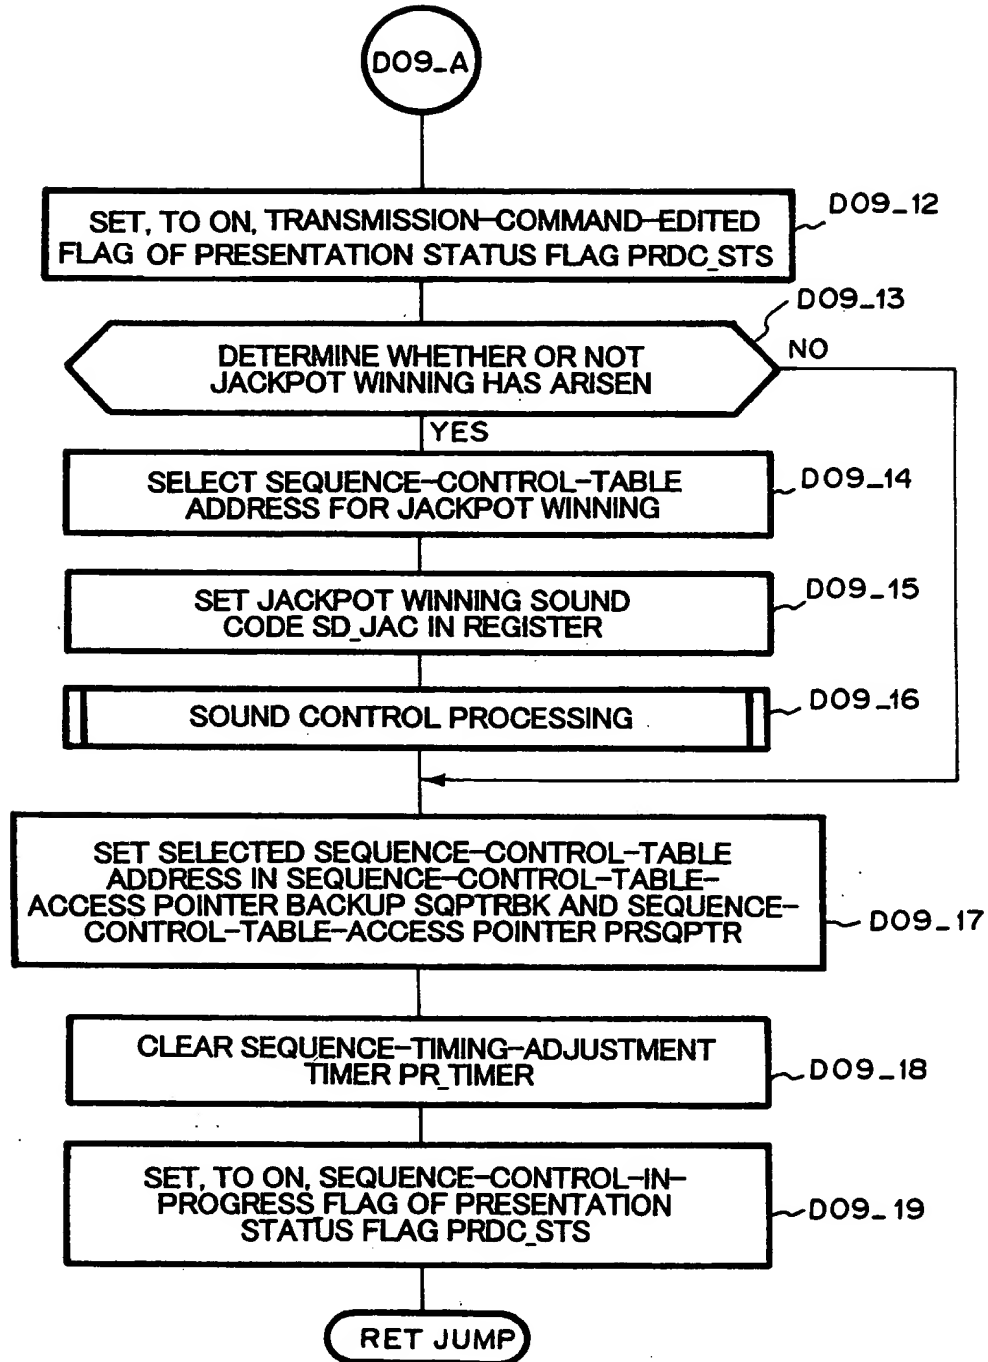 D09_A
SET, TO ON, TRANSMISSION-COMMAND-EDITED
FLAG OF PRESENTATION STATUS FLAG PRDC_STS
D09_12
D09_13
DETERMINE WHETHER OR NOT
JACKPOT WINNING HAS ARISEN
NO
YES
SELECT SEQUENCE-CONTROL-TABLE
ADDRESS FOR JACKPOT WINNING
D09_14
SET JACKPOT WINNING SOUND
CODE SD_JAC IN REGISTER
D09_15
SOUND CONTROL PROCESSING
D09_16
SET SELECTED SEQUENCE-CONTROL-TABLE
ADDRESS IN SEQUENCE-CONTROL-TABLE-
ACCESS POINTER BACKUP SQPTRBK AND SEQUENCE-
CONTROL-TABLE-ACCESS POINTER PRSQPTR
D09_17
CLEAR SEQUENCE-TIMING-ADJUSTMENT
TIMER PR_TIMER
D09_18
SET, TO ON, SEQUENCE-CONTROL-IN-
PROGRESS FLAG OF PRESENTATION
STATUS FLAG PRDC_STS
D09_19
RET JUMP